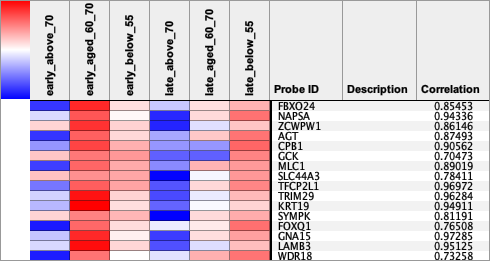 early_above_70
early_aged_60_70
early_below_55
late_above_70
late_aged_60_70
late_below_55
Probe ID Description Correlation
FBXO24 0.85453
NAPSA 0.94336
ZCWPW1 0.86146
AGT 0.87493
CPB1 0.90562
GCK 0.70473
MLC1 0.89019
SLC44A3 0.78411
TFCP2L1 0.96972
TRIM29 0.96284
KRT19 0.94911
SYMPK 0.81191
FOXQ1 0.76508
GNA15 0.97285
LAMB3 0.95125
WDR18 0.73258